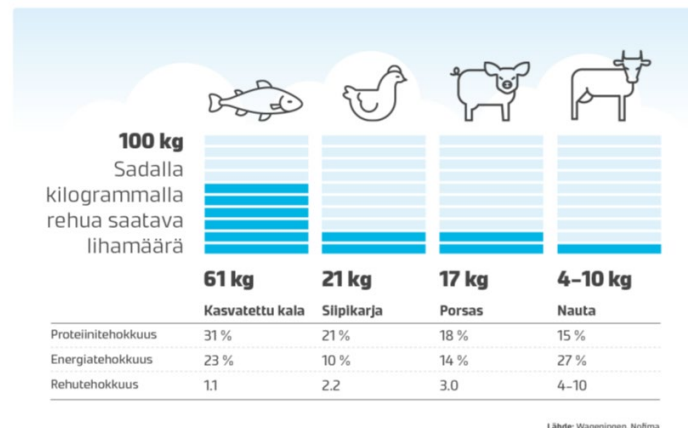 100 kg
Sadalla
kilogrammalla
rehua saatava
lihamäärä
61 kg 21 kg 17 kg 4–10 kg
Kasvatettu kala Siipikarja Porsas Nauta
Proteiinitehokkuus 31 % 21 % 18 % 15 %
Energiatehokkuus 23 % 10 % 14 % 27 %
Rehutehokkuus 1.1 2.2 3.0 4–10
Lähde: Wageningen, Nofima